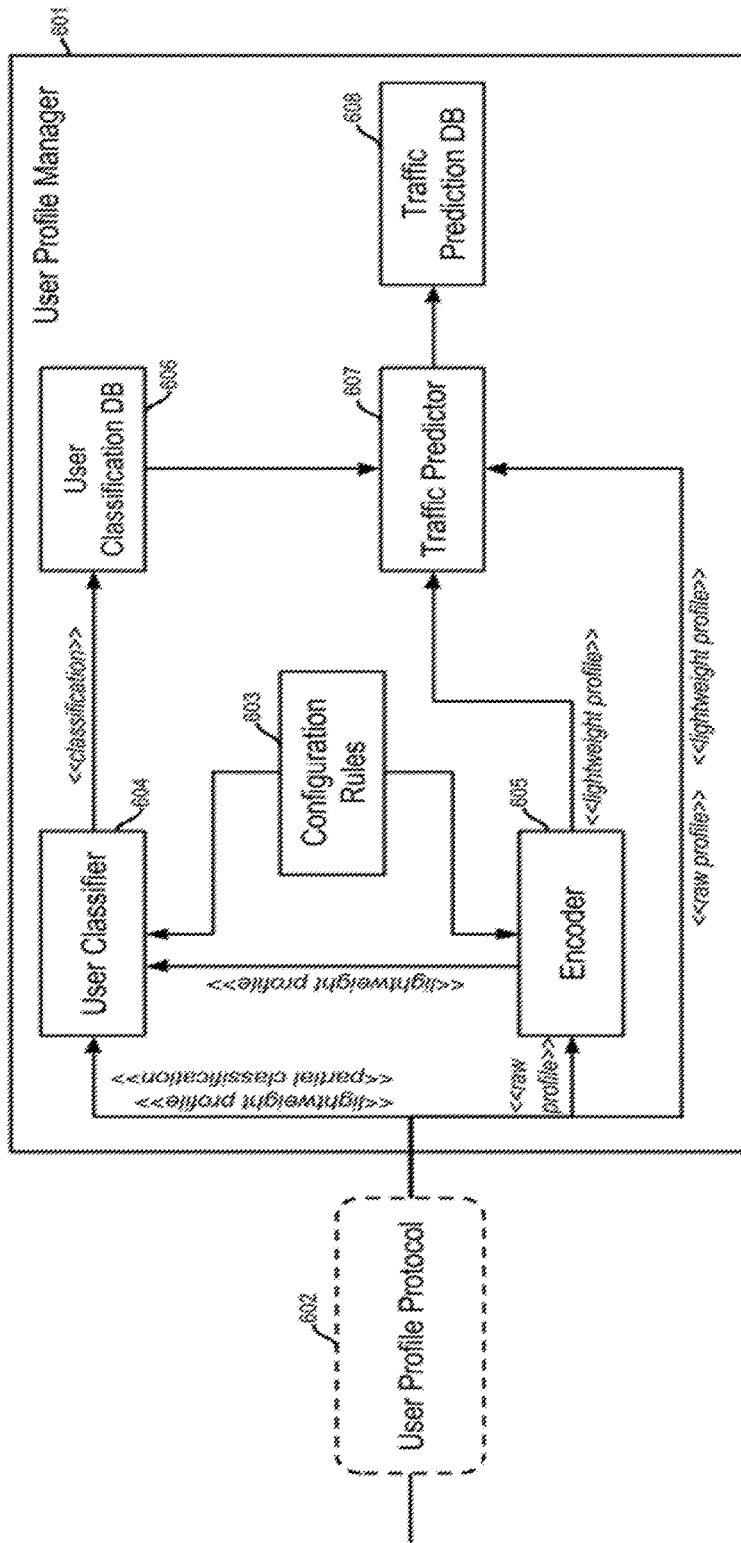 601
User Profile Manager
602
User Profile Protocol
<<lightweight profile>>
<<partial classification>>
<<raw
profile>>
604
User Classifier
<<lightweight profile>>
603
Configuration
Rules
605
Encoder
<<classification>>
<<lightweight profile>>
606
User
Classification DB
607
Traffic Predictor
608
Traffic
Prediction DB
<<raw profile>> <<lightweight profile>>